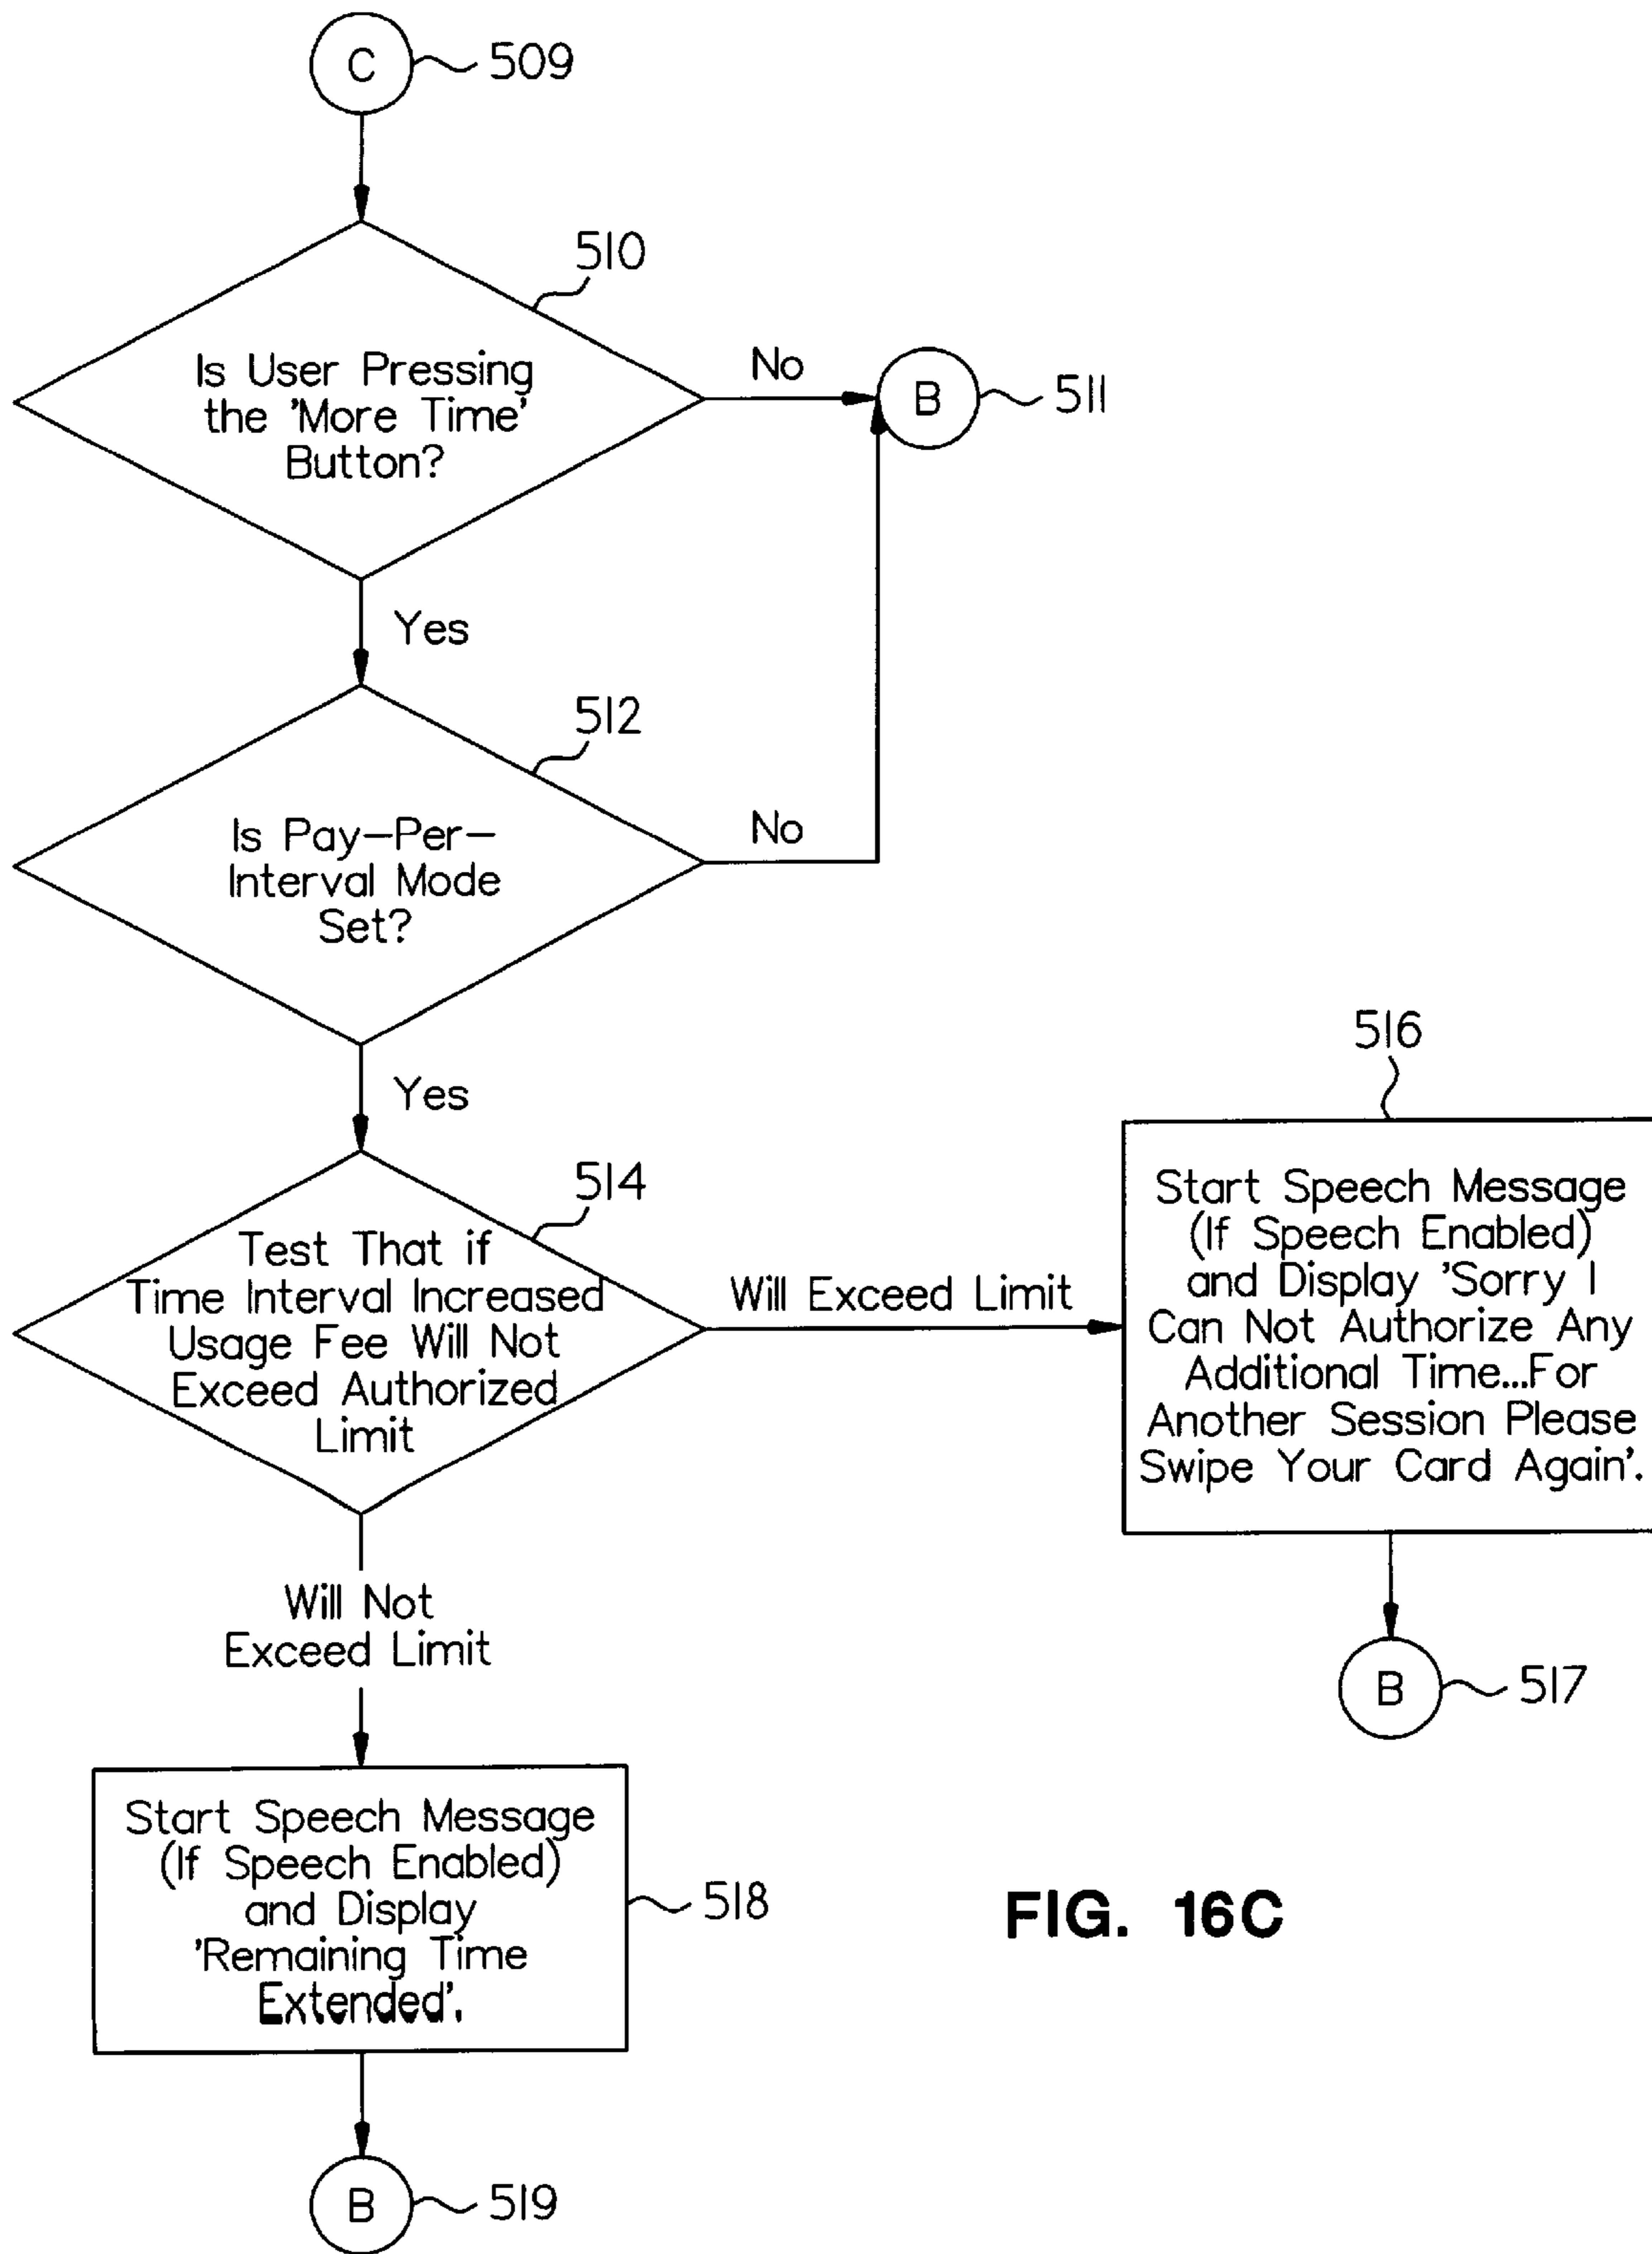 C
509
510
Is User Pressing
the 'More Time'
Button?
No
B
511
Yes
512
Is Pay-Per-
Interval Mode
Set?
No
Yes
514
Test That if
Time Interval Increased
Usage Fee Will Not
Exceed Authorized
Limit
Will Exceed Limit
516
Start Speech Message
(If Speech Enabled)
and Display 'Sorry I
Can Not Authorize Any
Additional Time...For
Another Session Please
Swipe Your Card Again'.
B
517
Will Not
Exceed Limit
Start Speech Message
(If Speech Enabled)
and Display
'Remaining Time
Extended'.
518
B
519
FIG. 16C